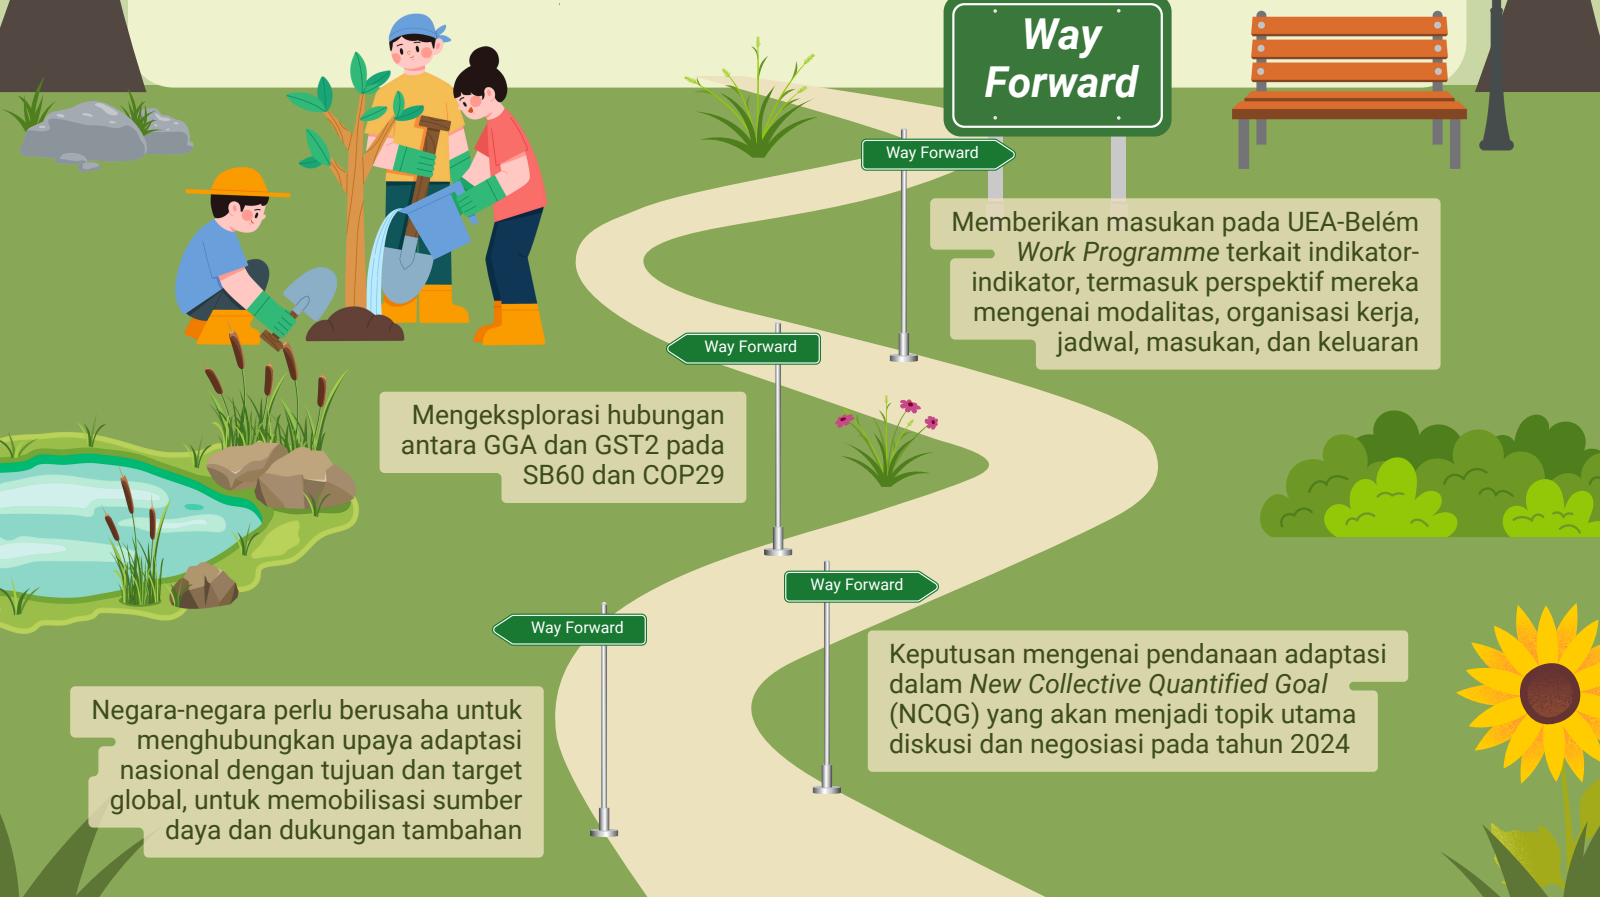 Way
Forward
Way Forward
Memberikan masukan pada UEA-Belém
Work Programme terkait indikator-
indikator, termasuk perspektif mereka
mengenai modalitas, organisasi kerja,
jadwal, masukan, dan keluaran
Way Forward
Mengeksplorasi hubungan
antara GGA dan GST2 pada
SB60 dan COP29
Way Forward
Keputusan mengenai pendanaan adaptasi
dalam New Collective Quantified Goal
(NCQG) yang akan menjadi topik utama
diskusi dan negosiasi pada tahun 2024
Way Forward
Negara-negara perlu berusaha untuk
menghubungkan upaya adaptasi
nasional dengan tujuan dan target
global, untuk memobilisasi sumber
daya dan dukungan tambahan